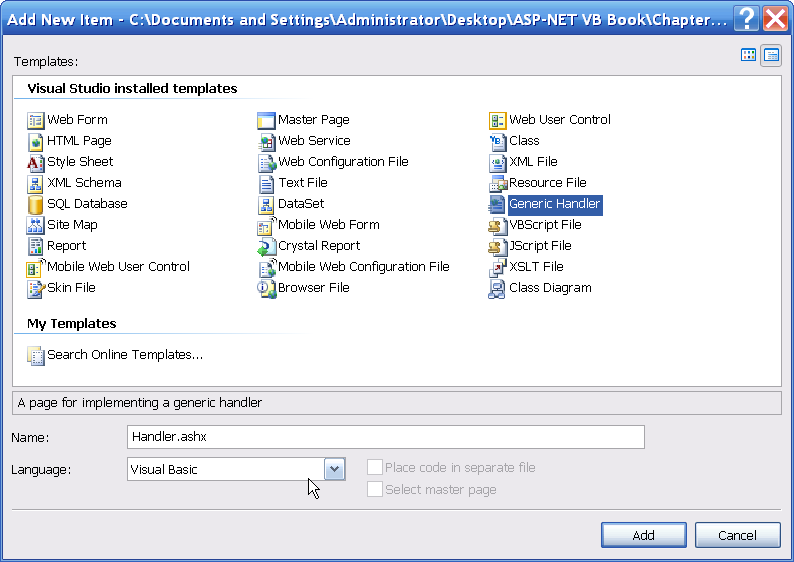 Add New Item - C:\Documents and Settings\Administrator\Desktop\ASP-NET VB Book\Chapter...
Templates:
Visual Studio installed templates
Web Form Master Page Web User Control
HTML Page Web Service Class
Style Sheet Web Configuration File XML File
XML Schema Text File Resource File
SQL Database DataSet Generic Handler
Site Map Mobile Web Form VBScript File
Report Crystal Report JScript File
Mobile Web User Control Mobile Web Configuration File XSLT File
Skin File Browser File Class Diagram
My Templates
Search Online Templates...
A page for implementing a generic handler
Name: Handler.ashx
Language: Visual Basic Place code in separate file
Select master page
Add Cancel